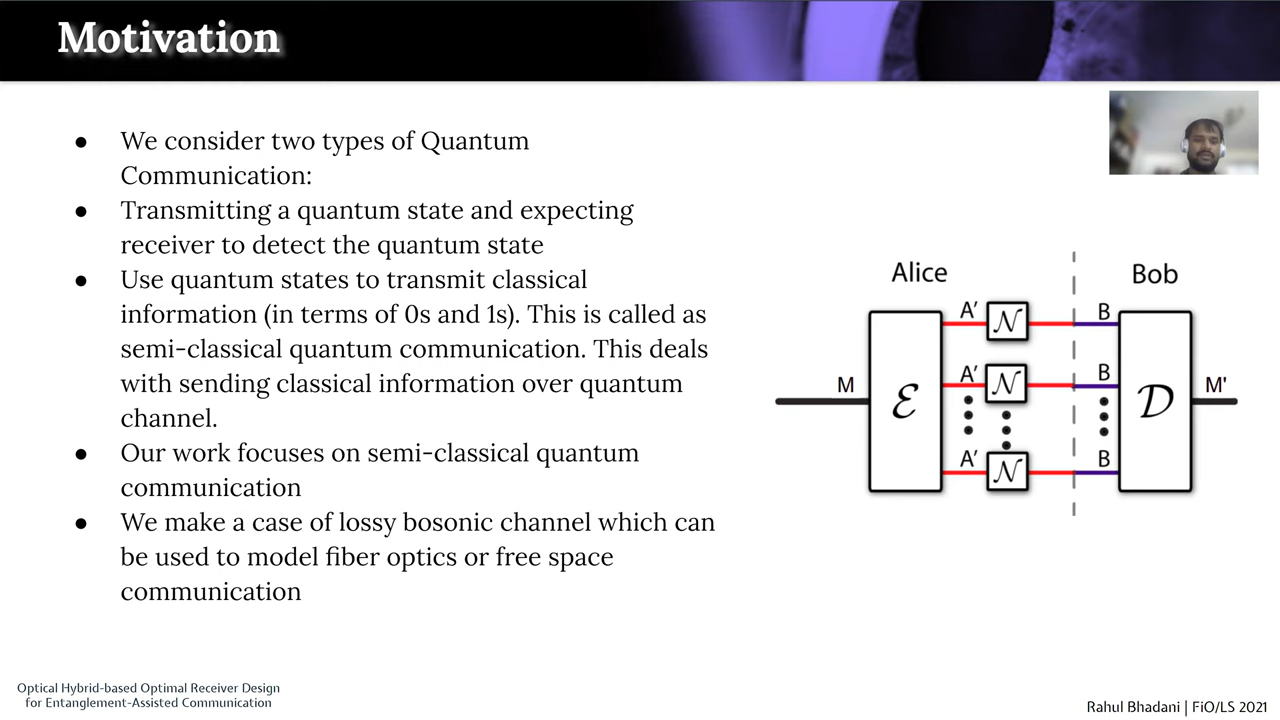 Motivation
● We consider two types of Quantum
Communication:
● Transmitting a quantum state and expecting
receiver to detect the quantum state
● Use quantum states to transmit classical
information (in terms of 0s and 1s). This is called as
semi-classical quantum communication. This deals
with sending classical information over quantum
channel.
● Our work focuses on semi-classical quantum
communication
● We make a case of lossy bosonic channel which can
be used to model fiber optics or free space
communication
Alice
Bob
A' 𝒩 B
M
ℰ
A' 𝒩 B
𝒟
M'
A' 𝒩 B
Optical Hybrid-based Optimal Receiver Design
for Entanglement-Assisted Communication
Rahul Bhadani | FiO/LS 2021